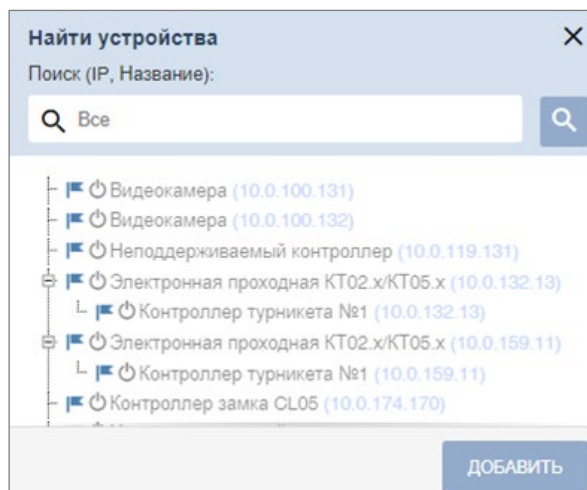 Найти устройства
Поиск (IP, Название):
Все
Видеокамера (10.0.100.131)
Видеокамера (10.0.100.132)
Неподдерживаемый контроллер (10.0.119.131)
Электронная проходная КТ02.х/КТ05.х (10.0.132.13)
Контроллер турникета №1 (10.0.132.13)
Электронная проходная КТ02.х/КТ05.х (10.0.159.11)
Контроллер турникета №1 (10.0.159.11)
Контроллер замка CL05 (10.0.174.170)
ДОБАВИТЬ